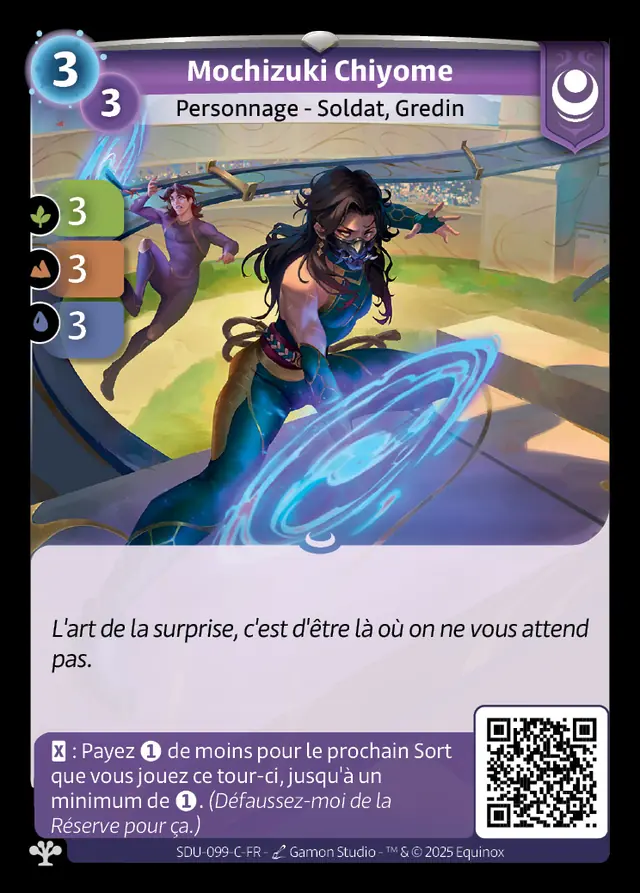 3
3
Mochizuki Chiyome
Personnage - Soldat, Gredin
3
3
3
L'art de la surprise, c'est d'être là où on ne vous attend
pas.
X : Payez 1 de moins pour le prochain Sort
que vous jouez ce tour-ci, jusqu'à un
minimum de 1. (Défaussez-moi de la
Réserve pour ça.)
SDU-099-C-FR - Gamon Studio - ™ & © 2025 Equinox